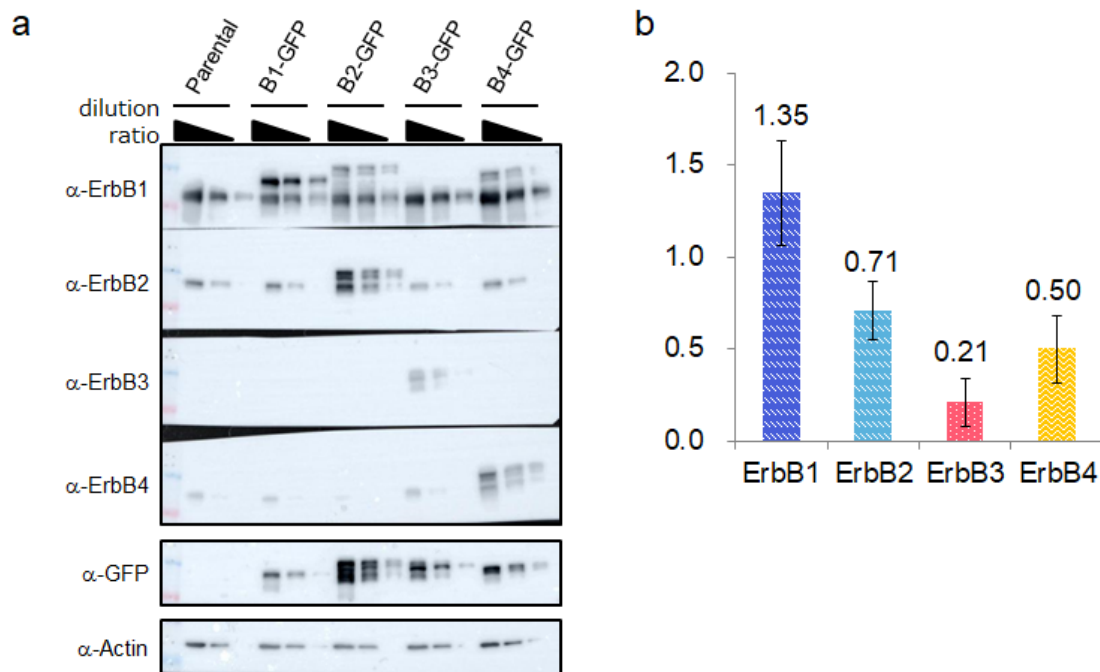 a
Parental
B1-GFP
B2-GFP
B3-GFP
B4-GFP
dilution
ratio
α-ErbB1
α-ErbB2
α-ErbB3
α-ErbB4
α-GFP
α-Actin
b
2.0
1.5
1.0
0.5
0.0
1.35
0.71
0.21
0.50
ErbB1 ErbB2 ErbB3 ErbB4